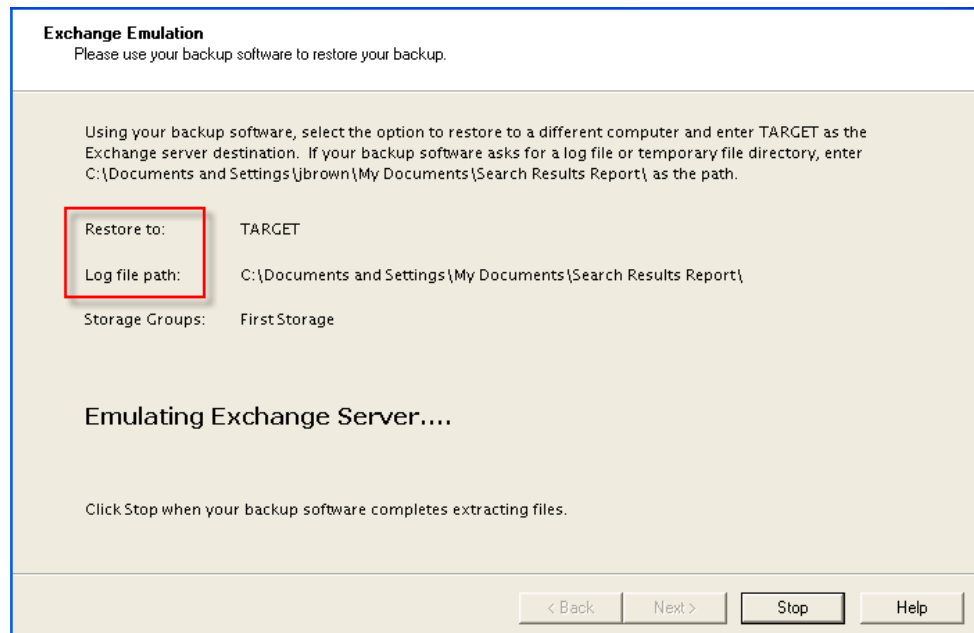 Exchange Emulation
Please use your backup software to restore your backup.
Using your backup software, select the option to restore to a different computer and enter TARGET as the
Exchange server destination. If your backup software asks for a log file or temporary file directory, enter
C:\Documents and Settings\jbrown\My Documents\Search Results Report\ as the path.
Restore to: TARGET
Log file path: C:\Documents and Settings\My Documents\Search Results Report\
Storage Groups: First Storage
Emulating Exchange Server....
Click Stop when your backup software completes extracting files.
< Back Next > Stop Help